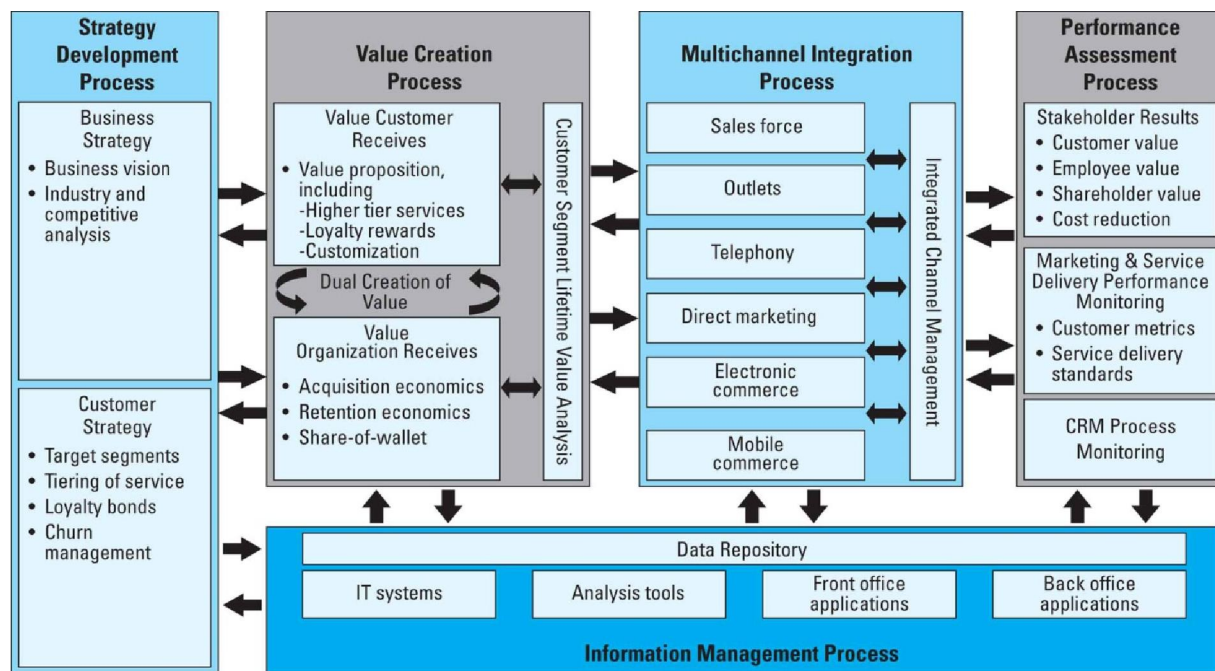 Strategy
Development
Process
Business
Strategy
• Business vision
• Industry and
competitive
analysis
Customer
Strategy
• Target segments
• Tiering of service
• Loyalty bonds
• Churn
management
Value Creation
Process
Value Customer
Receives
• Value proposition,
including
-Higher tier services
-Loyalty rewards
-Customization
Dual Creation of
Value
Value
Organization Receives
• Acquisition economics
• Retention economics
• Share-of-wallet
Customer Segment Lifetime Value Analysis
Multichannel Integration
Process
Sales force
Outlets
Telephony
Direct marketing
Electronic
commerce
Mobile
commerce
Integrated Channel Management
Performance
Assessment
Process
Stakeholder Results
• Customer value
• Employee value
• Shareholder value
• Cost reduction
Marketing & Service
Delivery Performance
Monitoring
• Customer metrics
• Service delivery
standards
CRM Process
Monitoring
Data Repository
IT systems
Analysis tools
Front office
applications
Back office
applications
Information Management Process